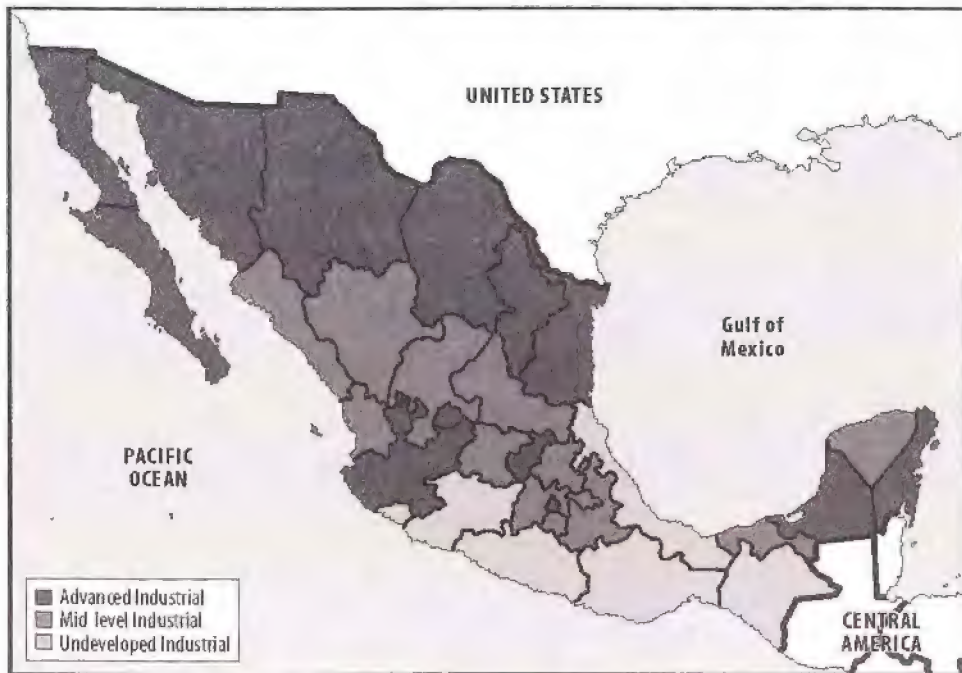 UNITED STATES
Gulf of
Mexico
PACIFIC
OCEAN
Advanced Industrial
Mid level Industrial
Undeveloped Industrial
CENTRAL
AMERICA